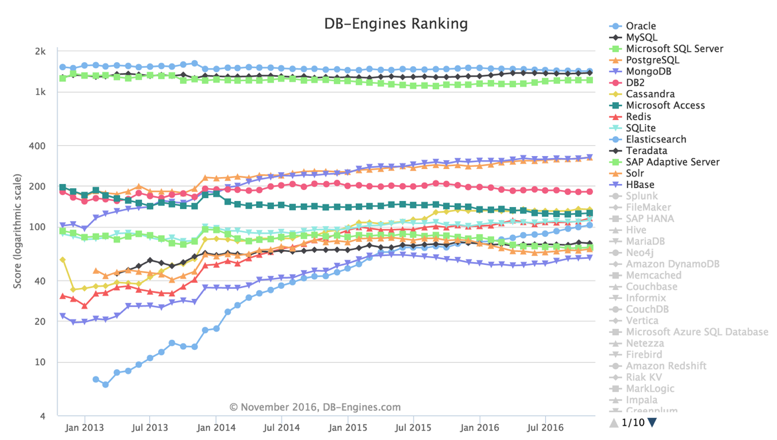 DB-Engines Ranking
Score (logarithmic scale)
2k
1k
400
200
100
40
20
10
4
Jan 2013
Jul 2013
Jan 2014
Jul 2014
Jan 2015
Jul 2015
Jan 2016
Jul 2016
© November 2016, DB-Engines.com
Oracle
MySQL
Microsoft SQL Server
PostgreSQL
MongoDB
DB2
Cassandra
Microsoft Access
Redis
SQLite
Elasticsearch
Teradata
SAP Adaptive Server
Solr
HBase
Splunk
FileMaker
SAP HANA
Hive
MariaDB
Neo4j
Amazon DynamoDB
Memcached
Couchbase
Informix
CouchDB
Vertica
Microsoft Azure SQL Database
Netezza
Firebird
Amazon Redshift
Riak KV
MarkLogic
Impala
Greenplum
1/10